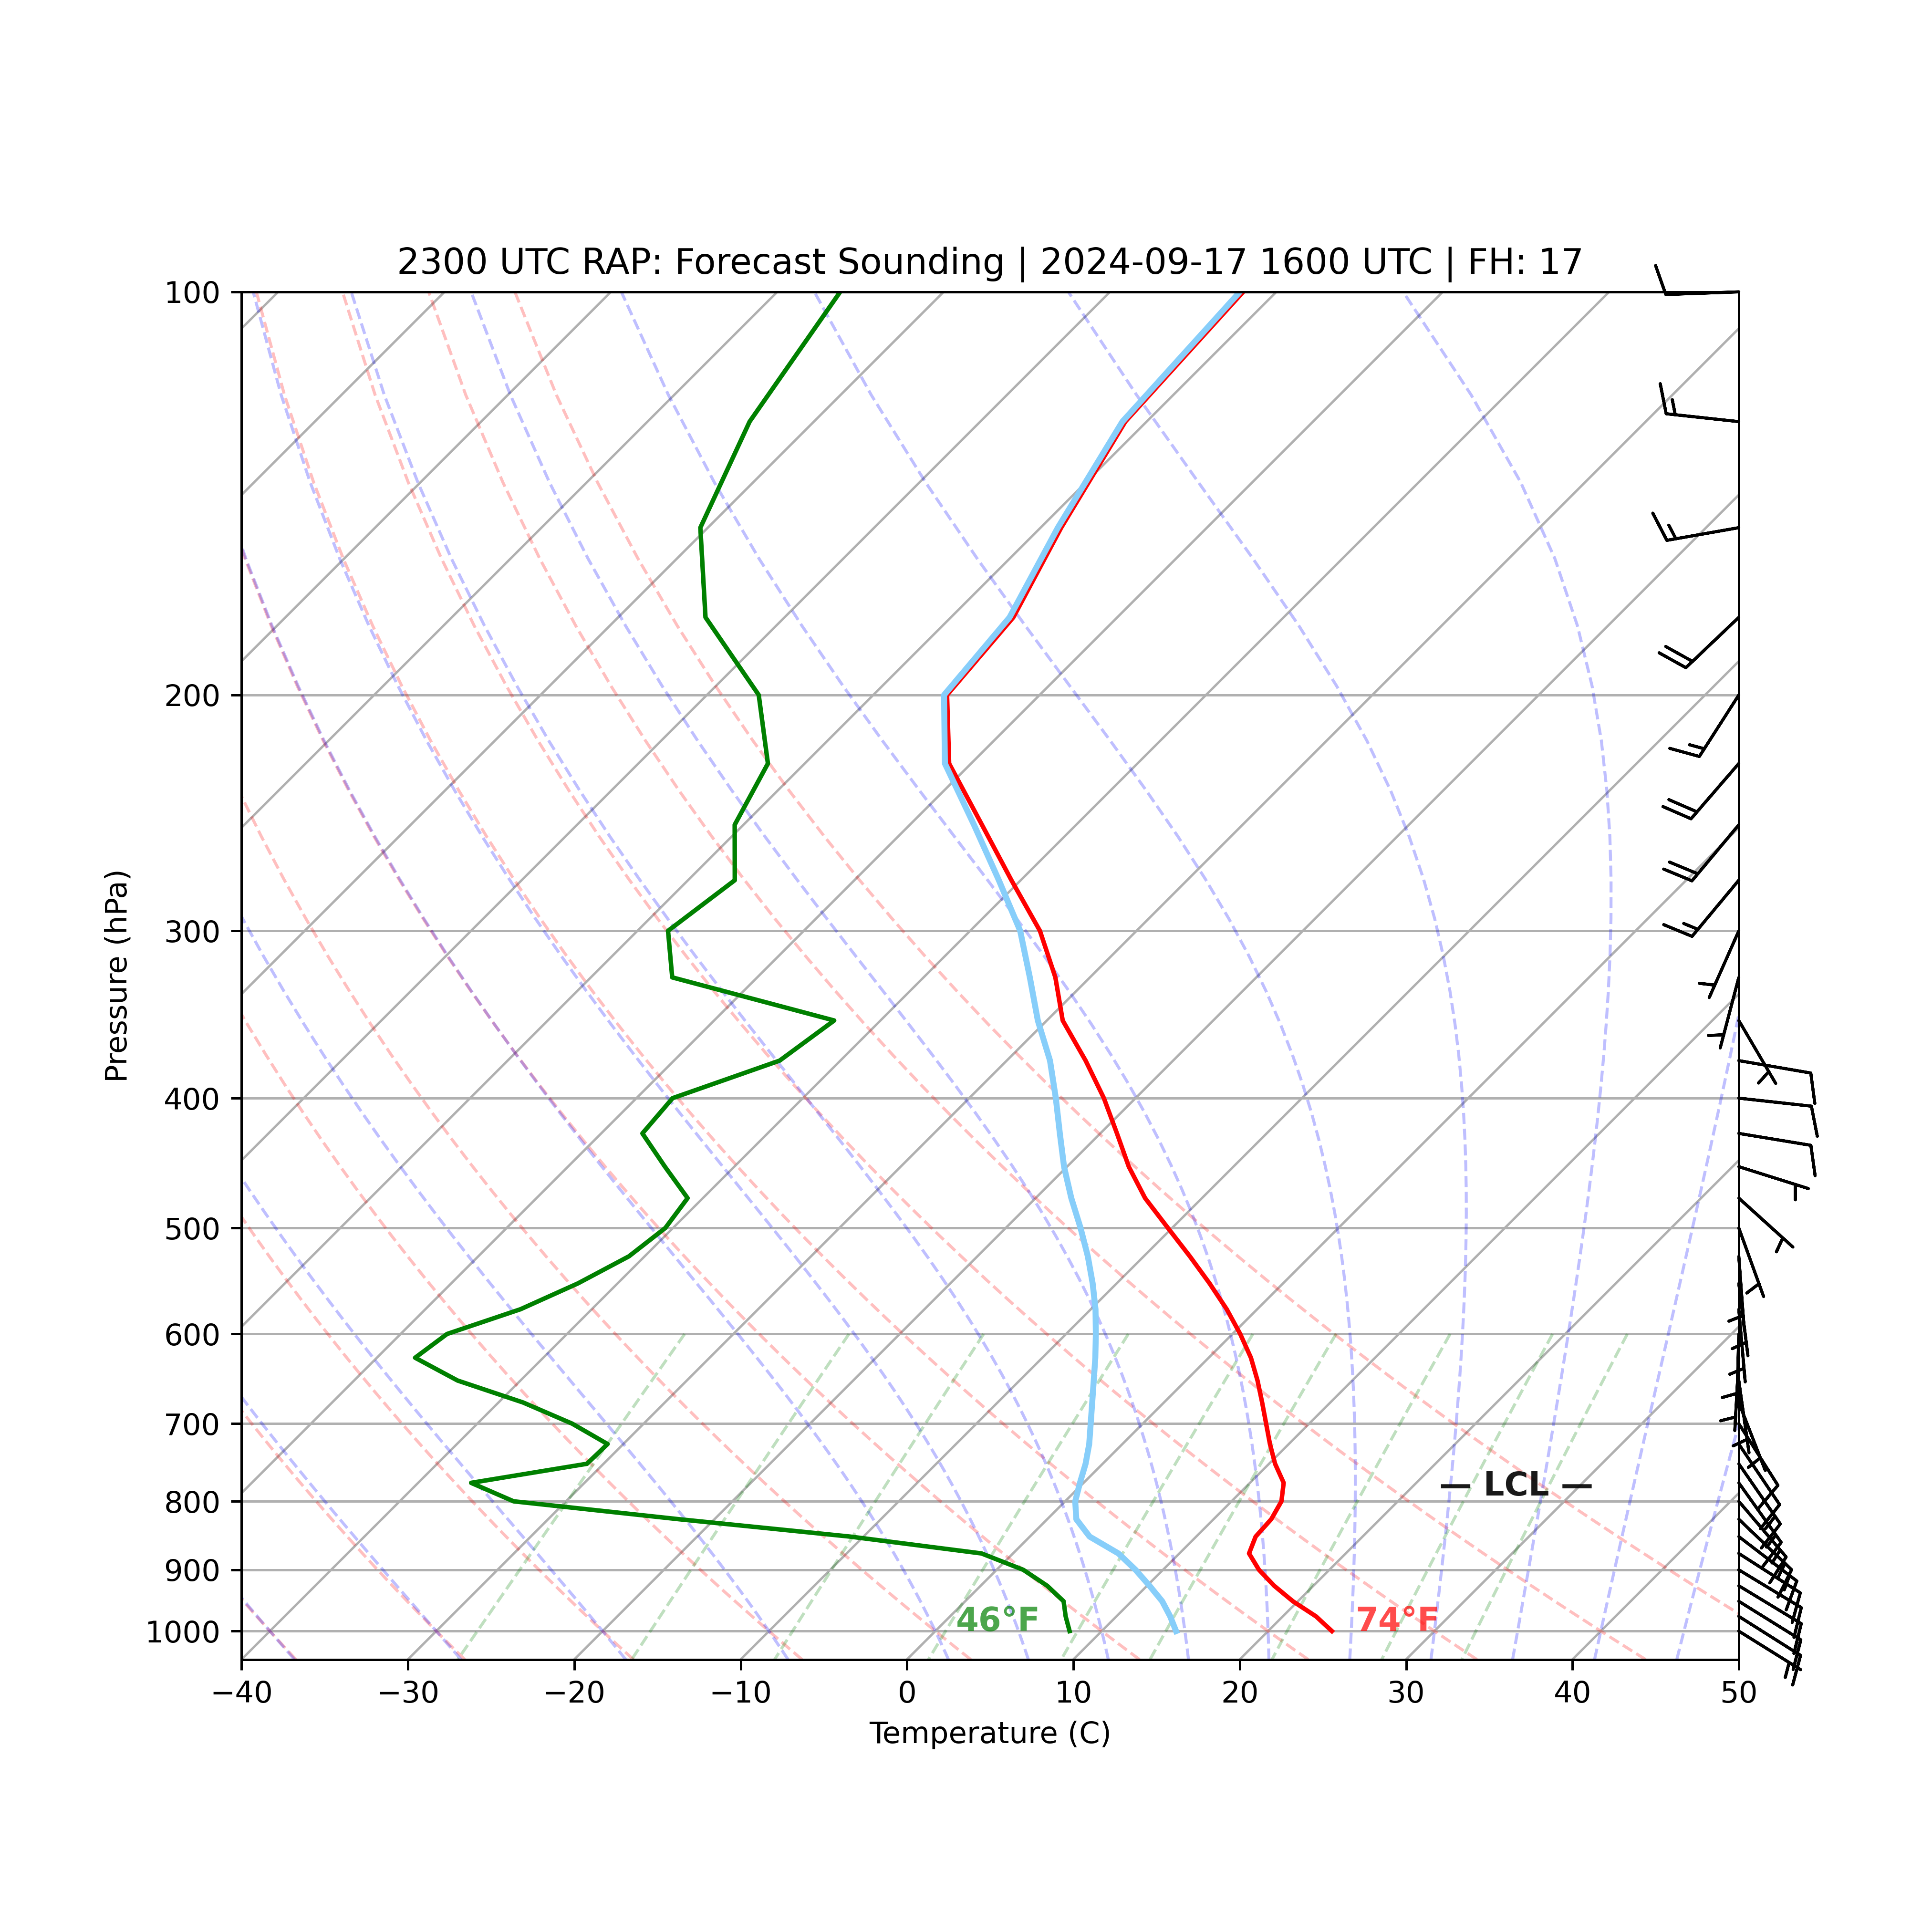 2300 UTC RAP: Forecast Sounding | 2024-09-17 1600 UTC | FH: 17
100
200
300
400
500
600
700
800
900
1000
Pressure (hPa)
— LCL —
46°F
74°F
−40 −30 −20 −10 0 10 20 30 40 50
Temperature (C)